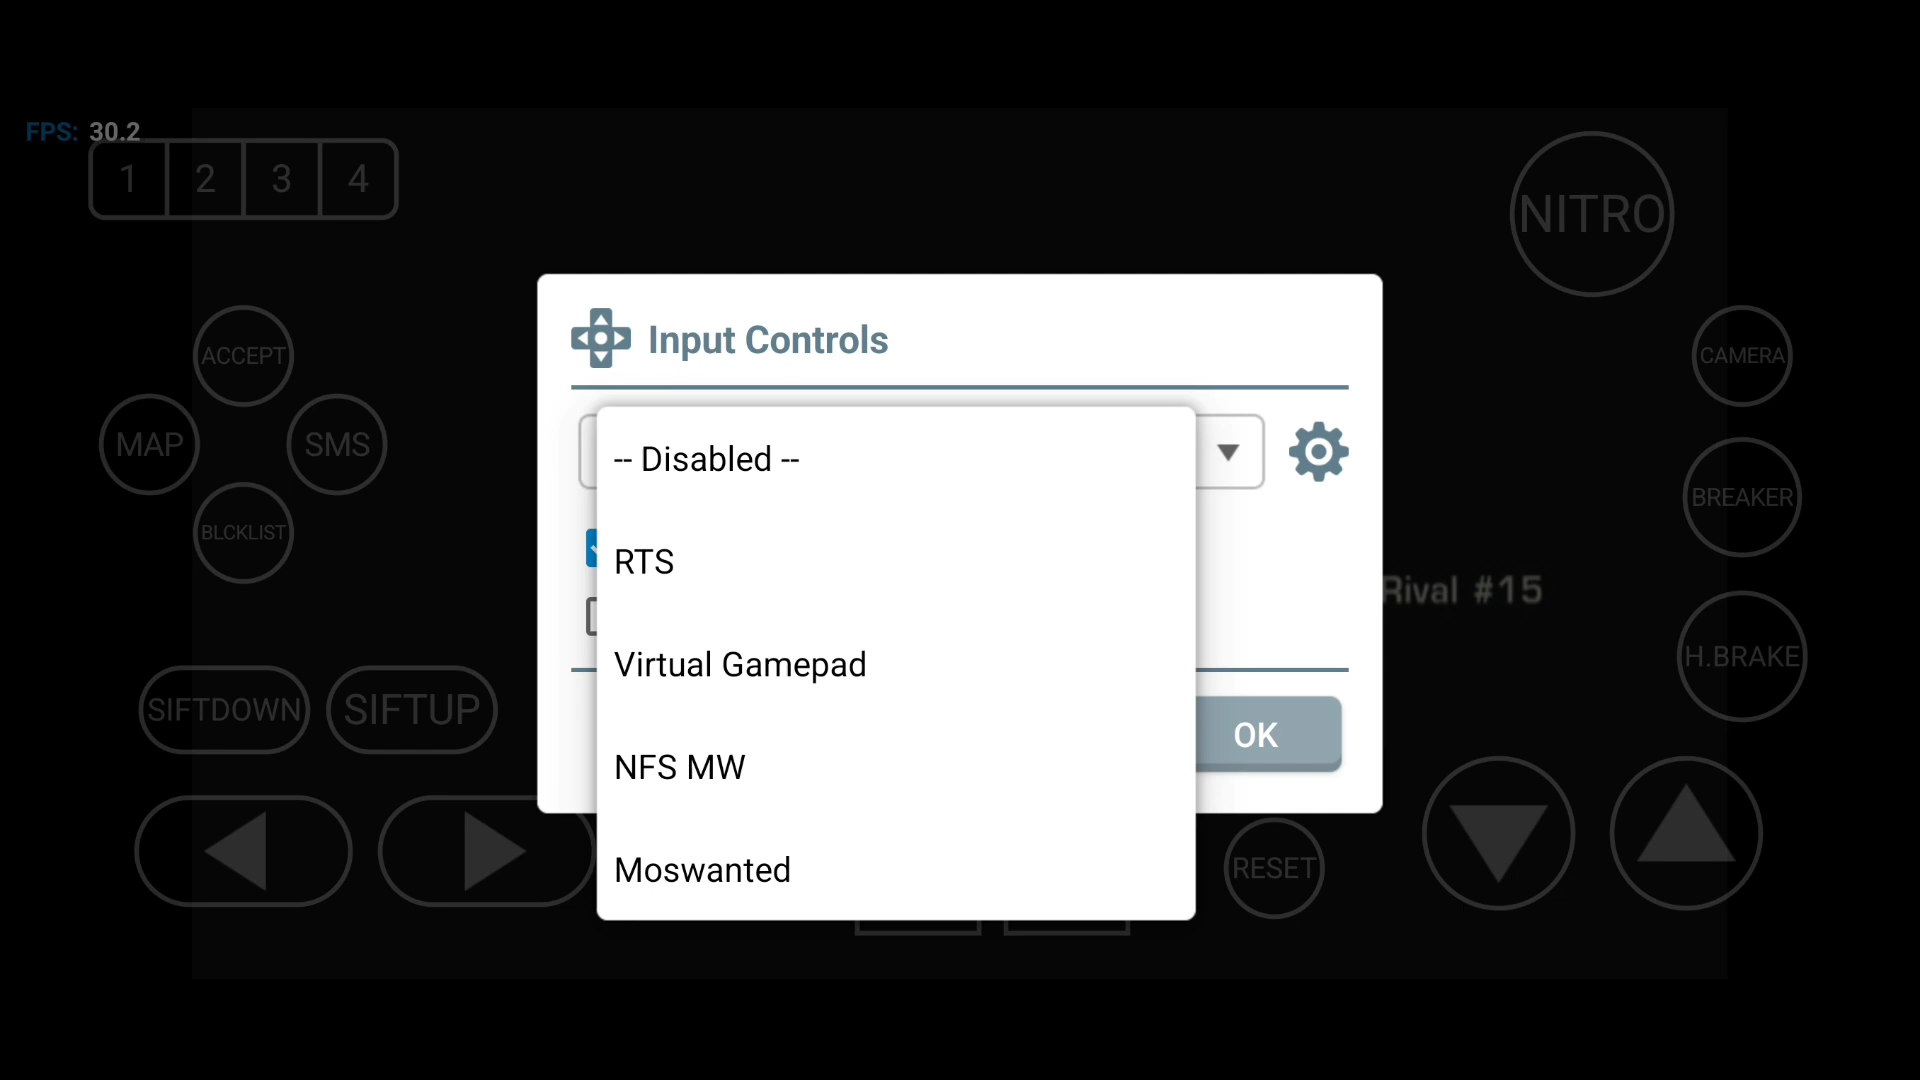 FPS: 30.2
1 2 3 4
NITRO
Input Controls
ACCEPT
CAMERA
MAP
SMS
-- Disabled --
BREAKER
BLCKLIST
RTS
Rival #15
H.BRAKE
Virtual Gamepad
SIFTDOWN
SIFTUP
OK
NFS MW
Moswanted
RESET